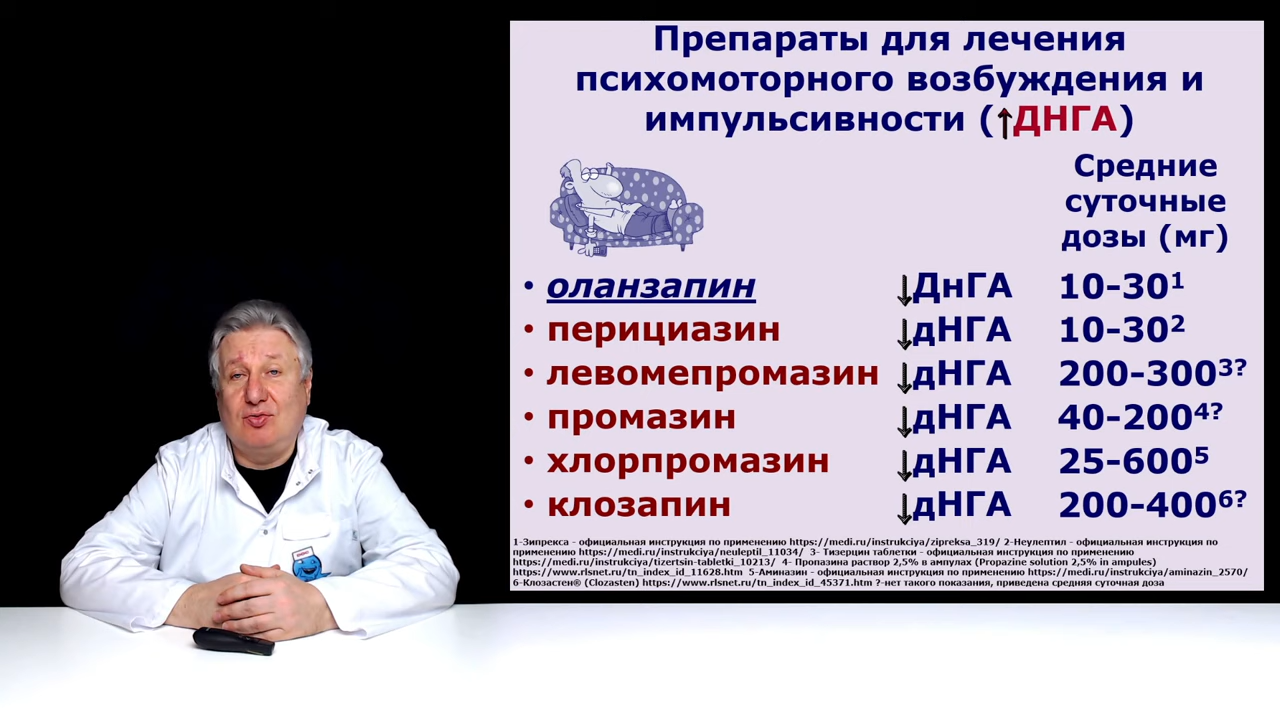 Препараты для лечения
психомоторного возбуждения и
импульсивности (↑ДНГА)
Средние
суточные
дозы (мг)
• оланзапин ↓ДнГА 10-30¹
• перициазин ↓дНГА 10-30²
• левомепромазин ↓дНГА 200-300³?
• промазин ↓дНГА 40-200⁴?
• хлорпромазин ↓дНГА 25-600⁵
• клозапин ↓дНГА 200-400⁶?
1-Зипрекса - официальная инструкция по применению https://medi.ru/instrukciya/zipreksa_319/ 2-Неулептил - официальная инструкция по
применению https://medi.ru/instrukciya/neuleptil_11034/ 3- Тизерцин таблетки - официальная инструкция по применению
https://medi.ru/instrukciya/tizertsin-tabletki_10213/ 4- Пропазина раствор 2,5% в ампулах (Propazine solution 2,5% in ampules)
https://www.rlsnet.ru/tn_index_id_11628.htm 5-Аминазин - официальная инструкция по применению https://medi.ru/instrukciya/aminazin_2570/
6-Клозастен® (Clozasten) https://www.rlsnet.ru/tn_index_id_45371.htm ?-нет такого показания, приведена средняя суточная доза